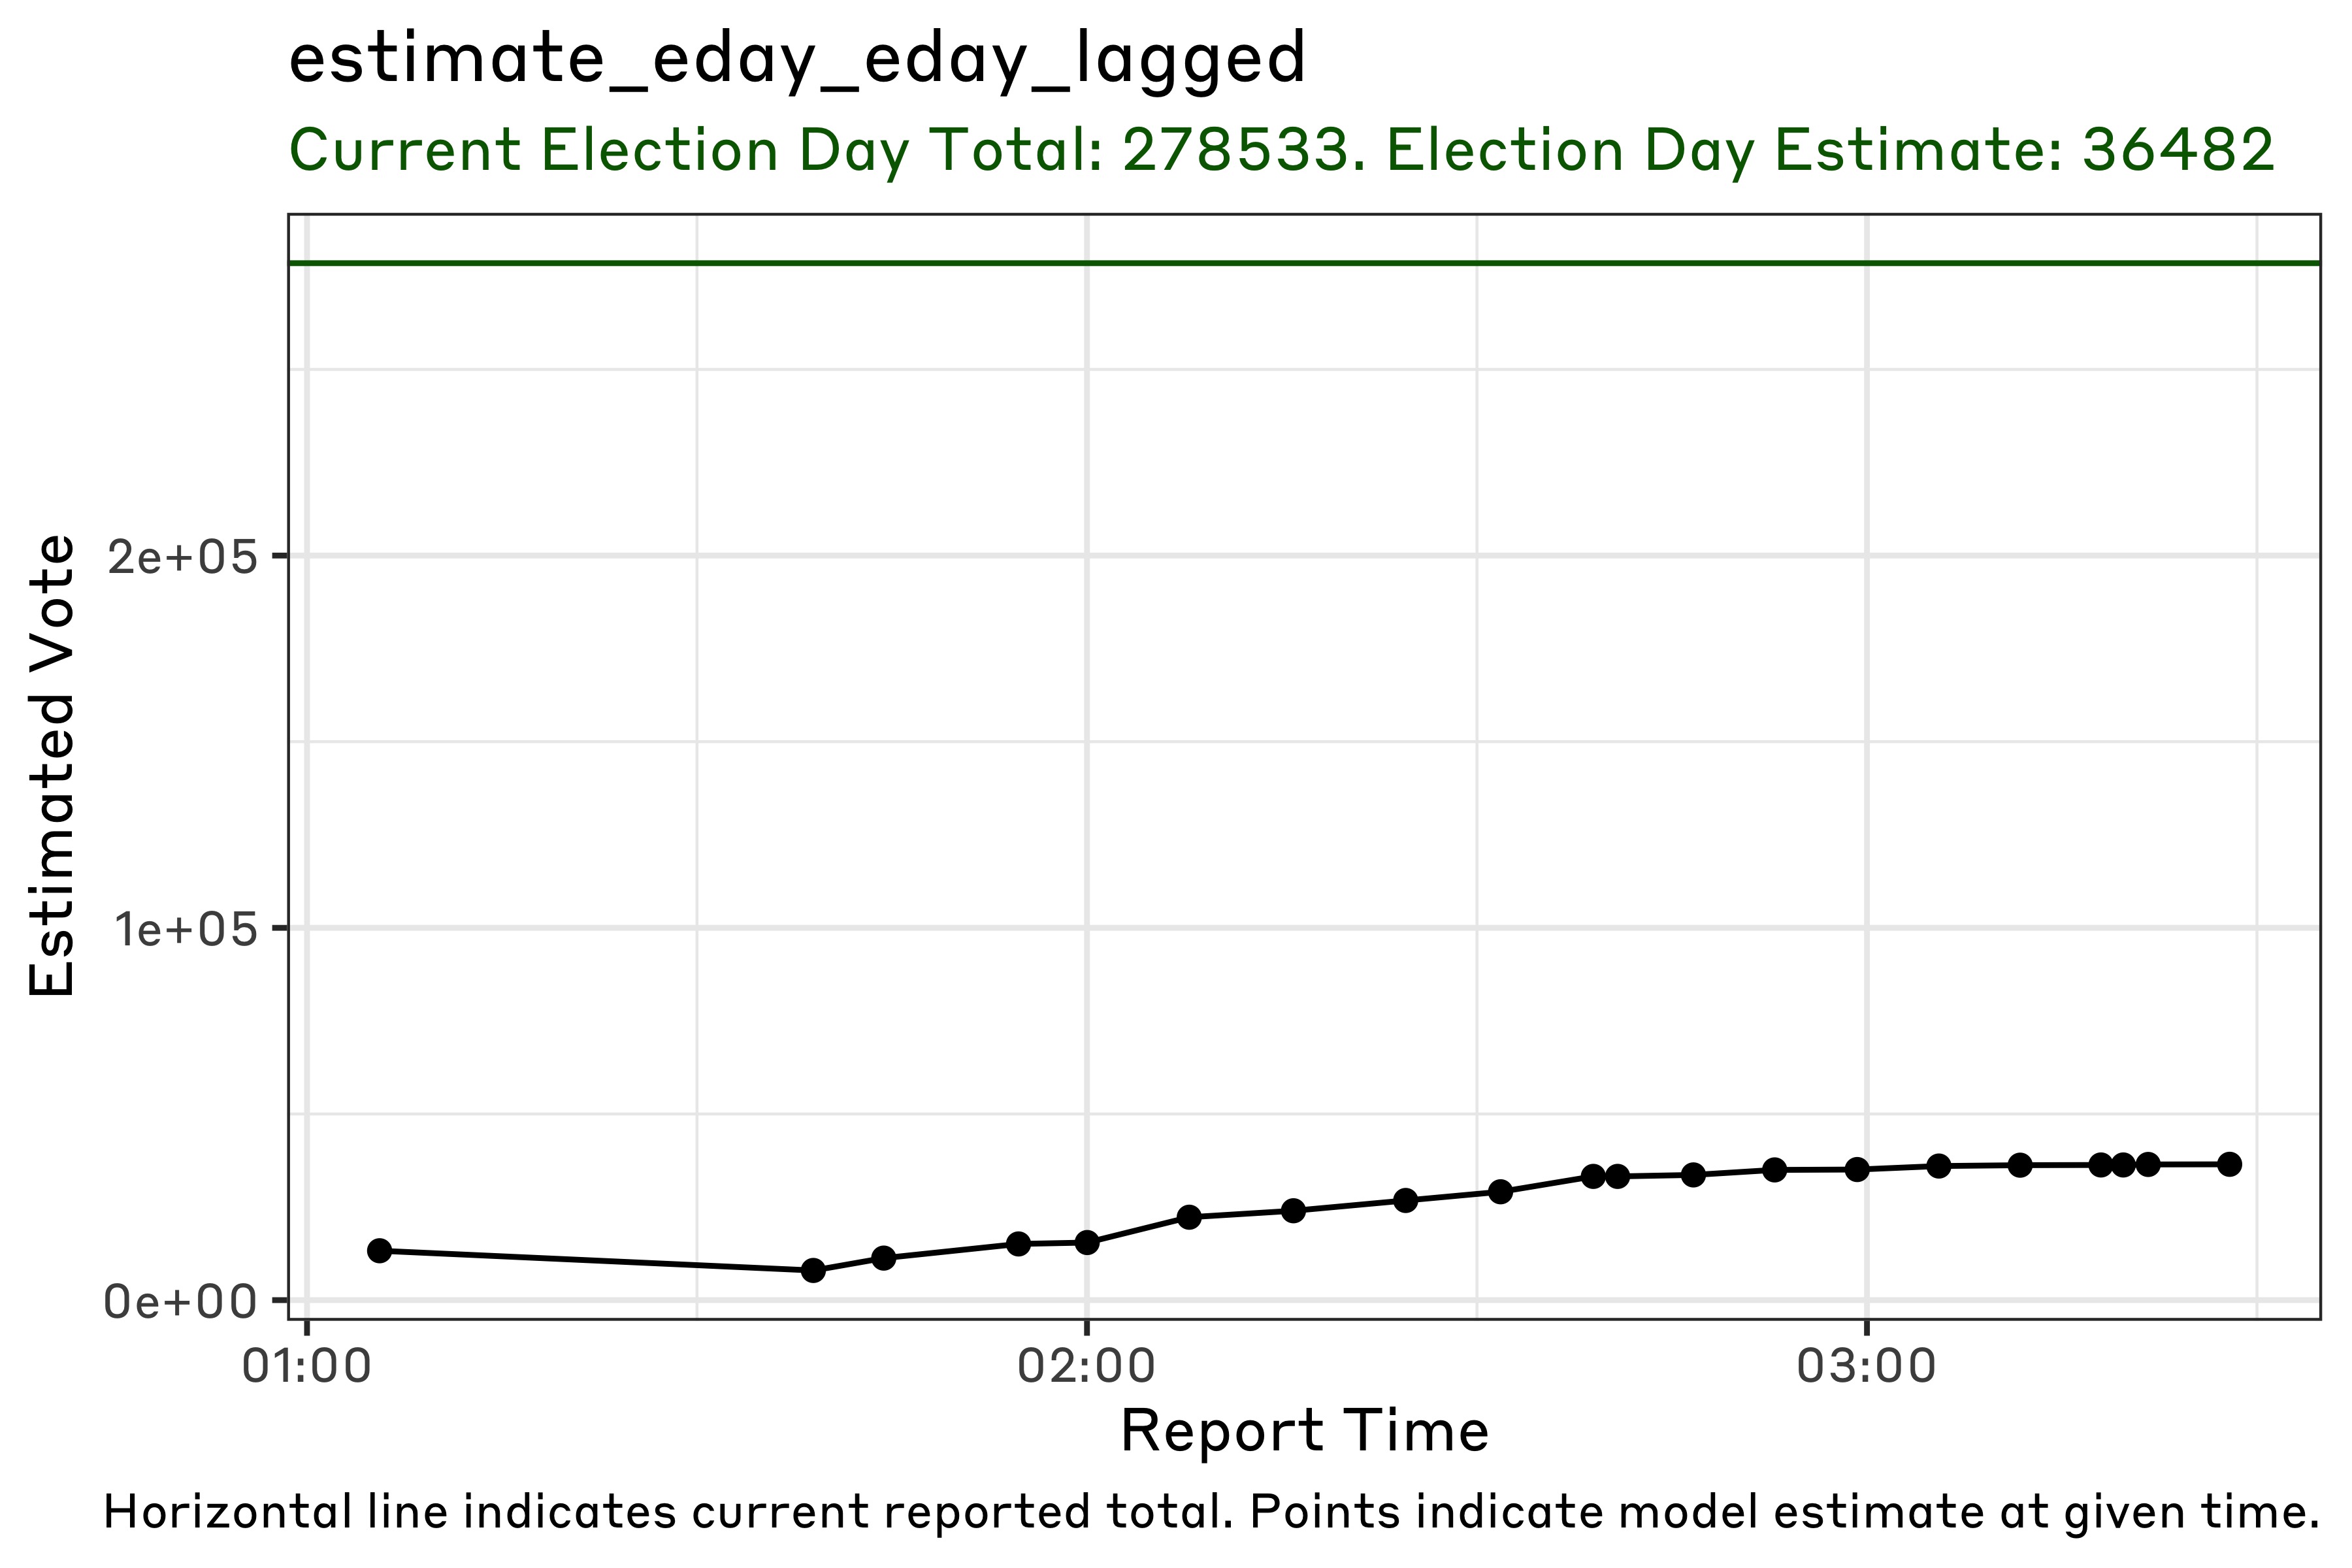 estimate_eday_eday_lagged
Current Election Day Total: 278533. Election Day Estimate: 36482
Estimated Vote
2e+05
1e+05
0e+00
01:00 02:00 03:00
Report Time
Horizontal line indicates current reported total. Points indicate model estimate at given time.